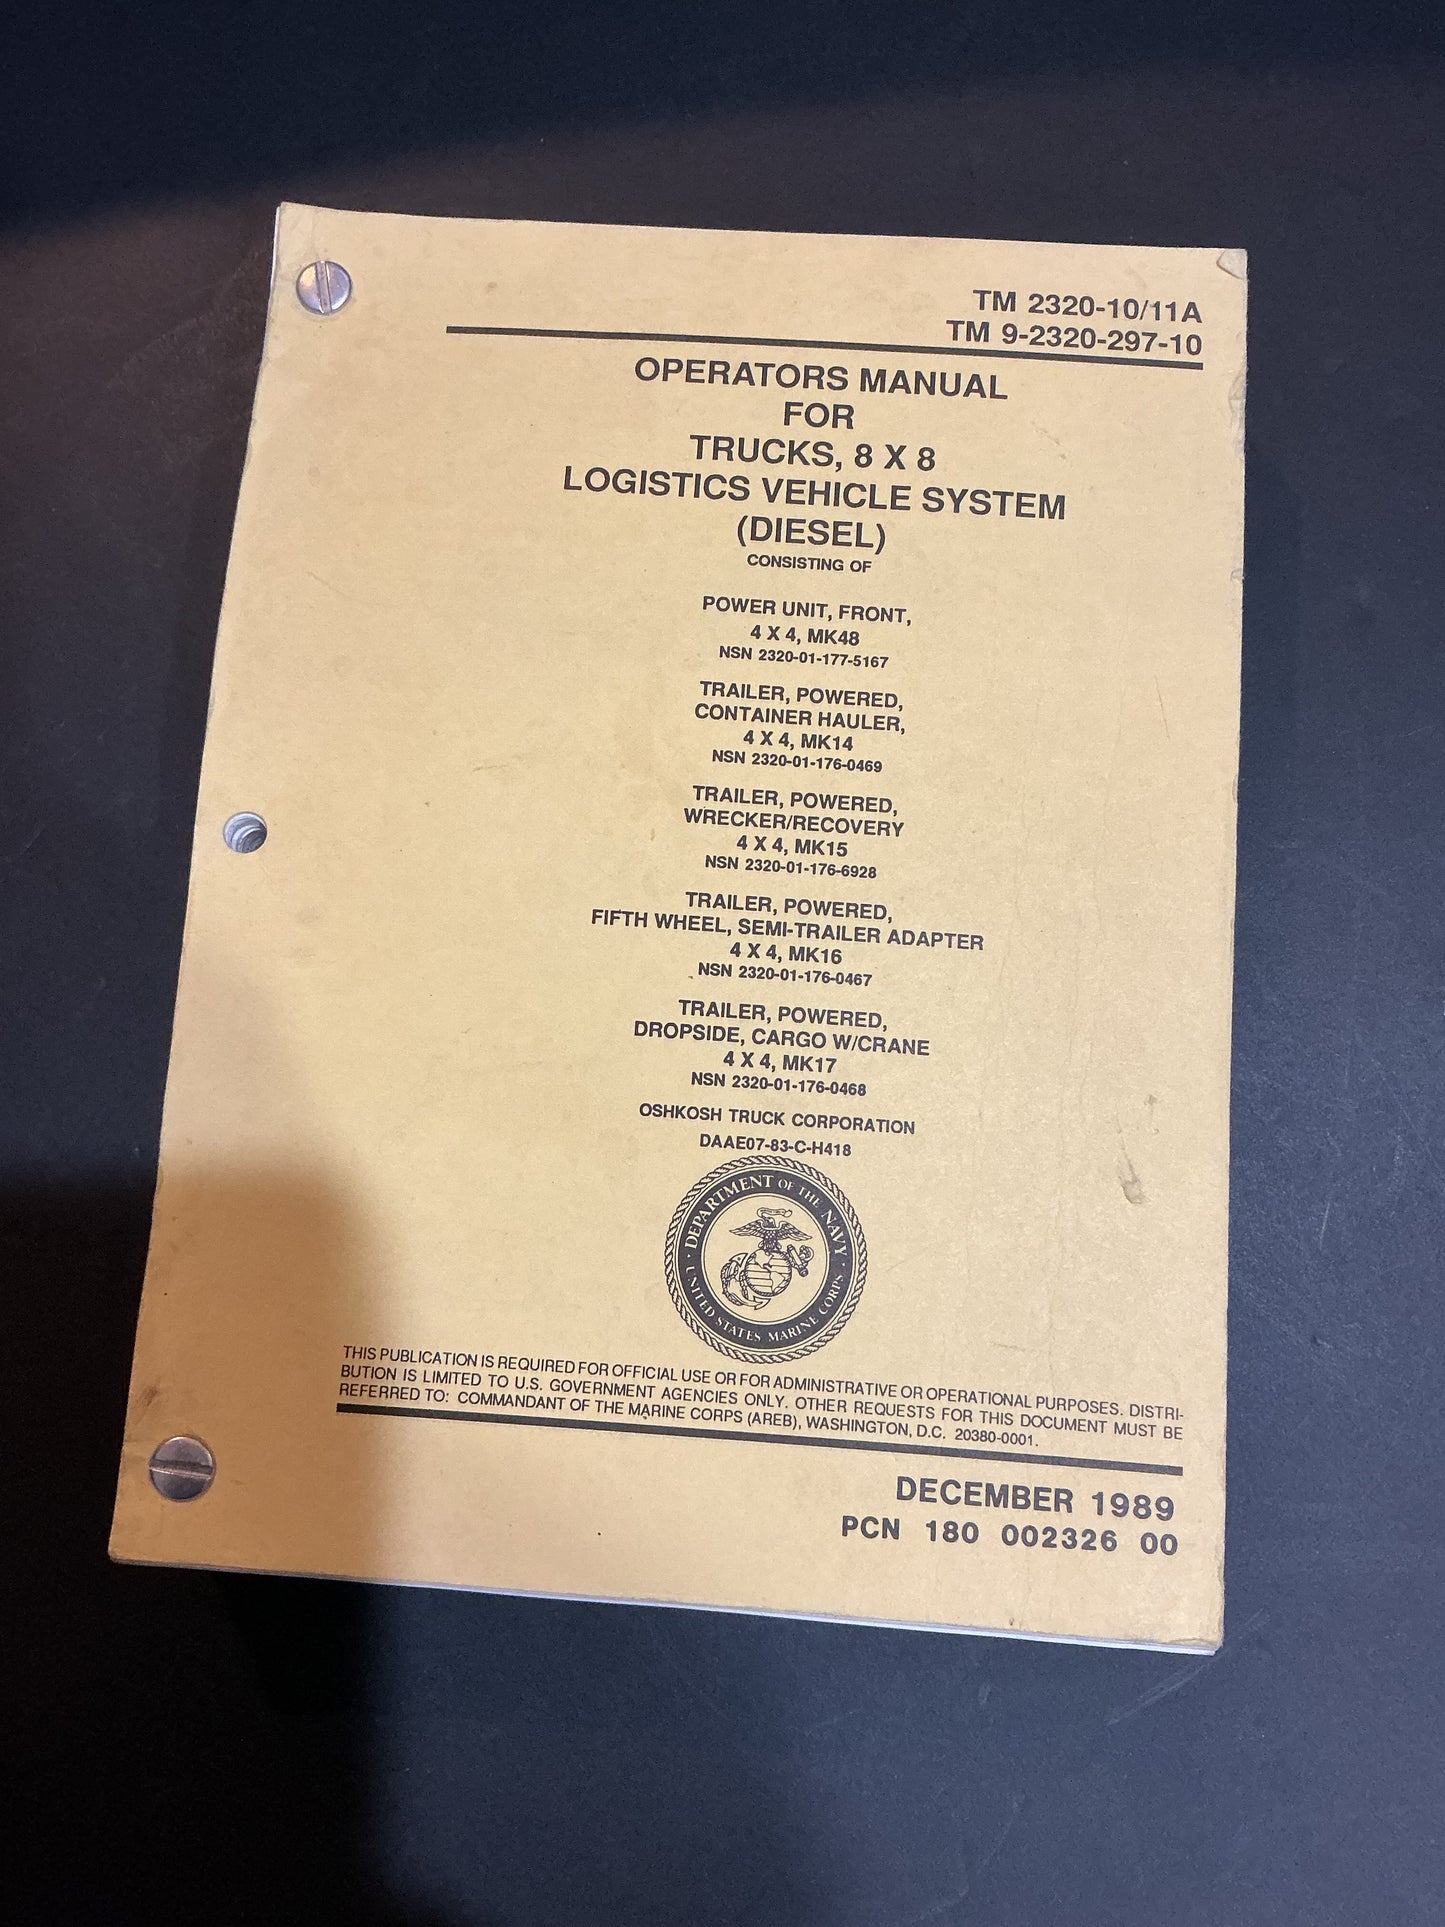 TM 2320-10/11A
TM 9-2320-297-10
OPERATORS MANUAL
FOR
TRUCKS, 8 X 8
LOGISTICS VEHICLE SYSTEM
(DIESEL)
CONSISTING OF
POWER UNIT, FRONT,
4 X 4, MK48
NSN 2320-01-177-5167
TRAILER, POWERED,
CONTAINER HAULER,
4 X 4, MK14
NSN 2320-01-176-0469
TRAILER, POWERED,
WRECKER/RECOVERY
4 X 4, MK15
NSN 2320-01-176-6928
TRAILER, POWERED,
FIFTH WHEEL, SEMI-TRAILER ADAPTER
4 X 4, MK16
NSN 2320-01-176-0467
TRAILER, POWERED,
DROPSIDE, CARGO W/CRANE
4 X 4, MK17
NSN 2320-01-176-0468
OSHKOSH TRUCK CORPORATION
DAAE07-83-C-H418
DEPARTMENT OF THE NAVY
UNITED STATES MARINE CORPS
THIS PUBLICATION IS REQUIRED FOR OFFICIAL USE OR FOR ADMINISTRATIVE OR OPERATIONAL PURPOSES. DISTRI-
BUTION IS LIMITED TO U.S. GOVERNMENT AGENCIES ONLY. OTHER REQUESTS FOR THIS DOCUMENT MUST BE
REFERRED TO: COMMANDANT OF THE MARINE CORPS (AREB), WASHINGTON, D.C. 20380-0001.
DECEMBER 1989
PCN 180 002326 00